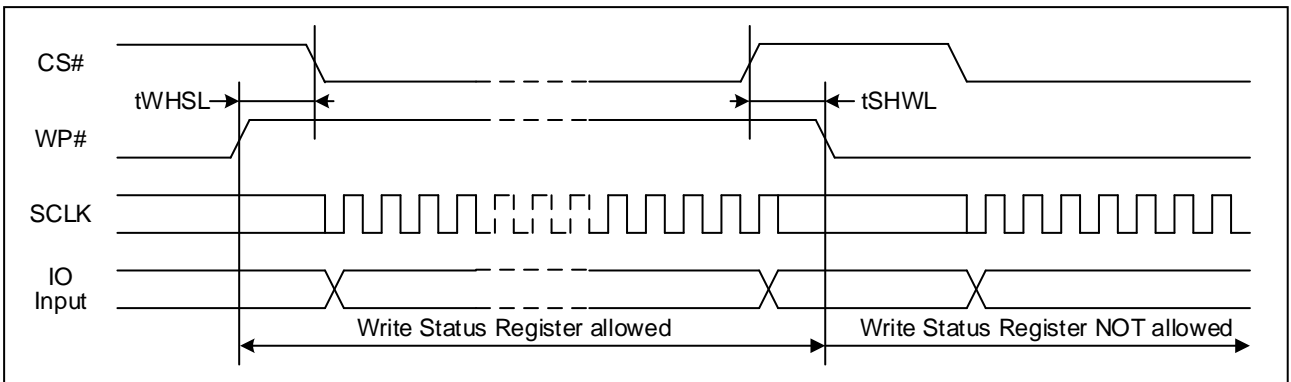 CS#
tWHSL
tSHWL
WP#
SCLK
IO
Input
Write Status Register allowed
Write Status Register NOT allowed